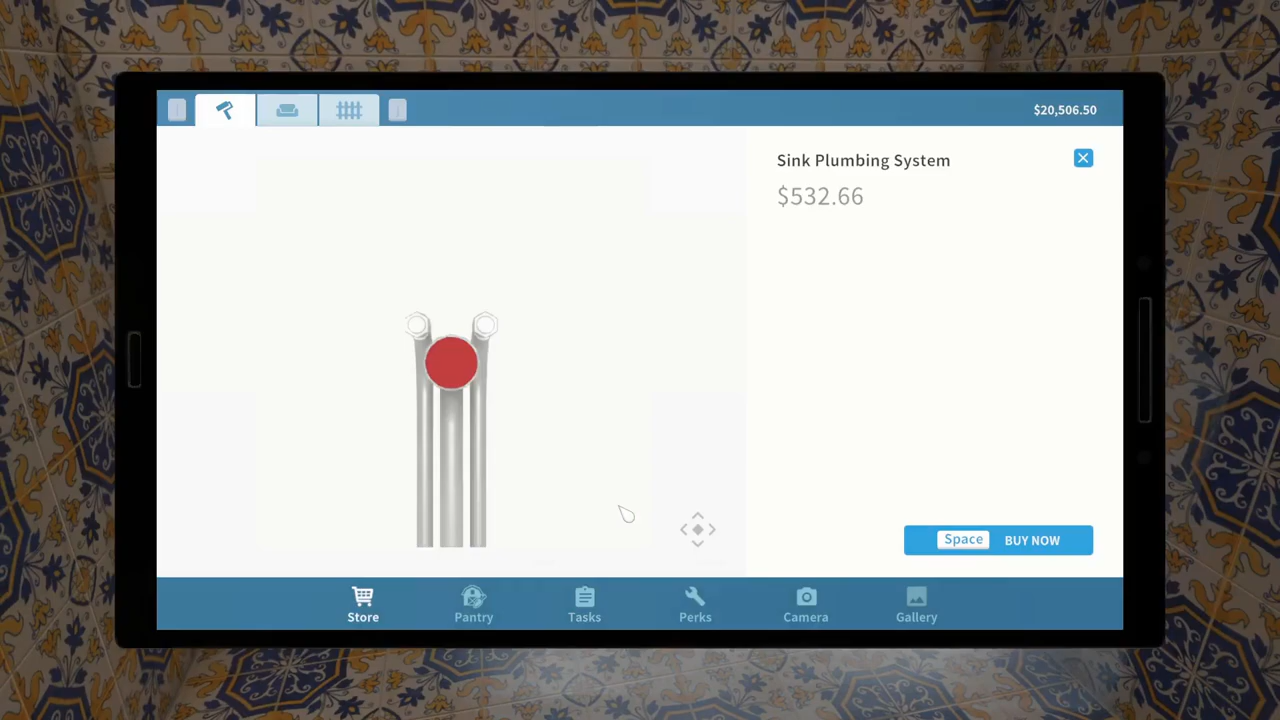 $20,506.50
Sink Plumbing System
$532.66
Space BUY NOW
Store Pantry Tasks Perks Camera Gallery